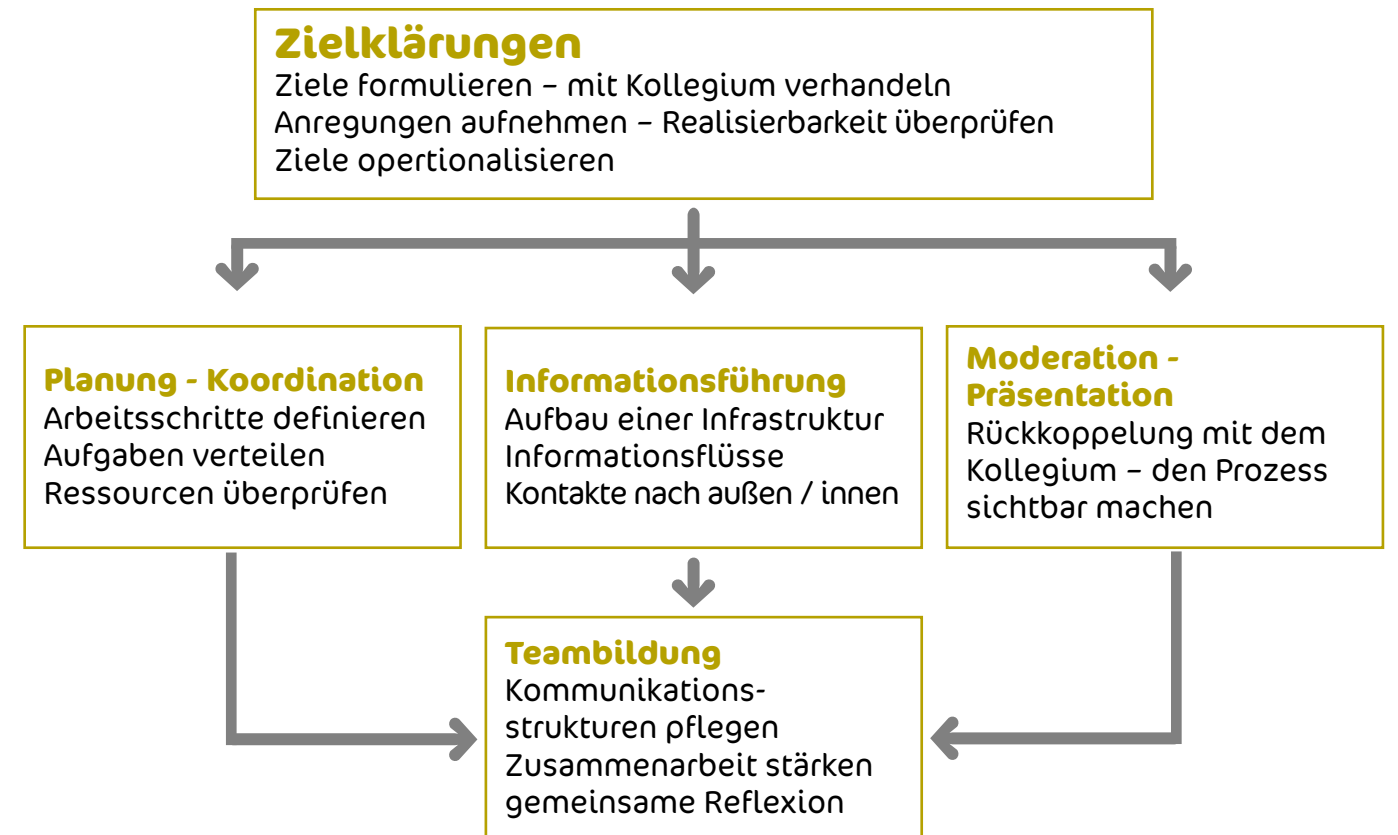 Zielklärungen
Ziele formulieren – mit Kollegium verhandeln
Anregungen aufnehmen – Realisierbarkeit überprüfen
Ziele opertionalisieren
Planung - Koordination
Arbeitsschritte definieren
Aufgaben verteilen
Ressourcen überprüfen
Informationsführung
Aufbau einer Infrastruktur
Informationsflüsse
Kontakte nach außen / innen
Moderation -
Präsentation
Rückkoppelung mit dem
Kollegium – den Prozess
sichtbar machen
Teambildung
Kommunikations-
strukturen pflegen
Zusammenarbeit stärken
gemeinsame Reflexion